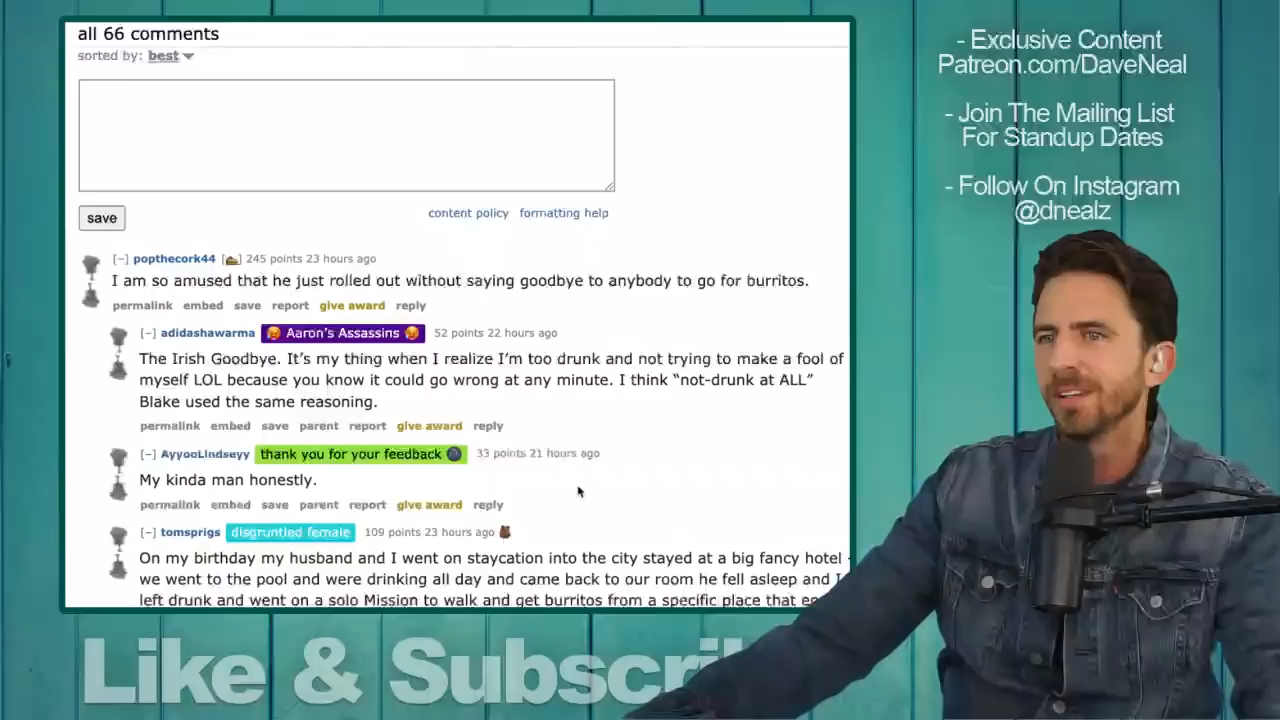 all 66 comments
sorted by: best
save
content policy formatting help
[−] popthecork44 [ ] 245 points 23 hours ago
I am so amused that he just rolled out without saying goodbye to anybody to go for burritos.
permalink embed save report give award reply
[−] adidashawarma Aaron's Assassins 52 points 22 hours ago
The Irish Goodbye. It's my thing when I realize I'm too drunk and not trying to make a fool of
myself LOL because you know it could go wrong at any minute. I think "not-drunk at ALL"
Blake used the same reasoning.
permalink embed save parent report give award reply
[−] AyyooLindseyy thank you for your feedback 33 points 21 hours ago
My kinda man honestly.
permalink embed save parent report give award reply
[−] tomsprigs disgruntled female 109 points 23 hours ago
On my birthday my husband and I went on staycation into the city stayed at a big fancy hotel -
we went to the pool and were drinking all day and came back to our room he fell asleep and I
left drunk and went on a solo Mission to walk and get burritos from a specific place that
- Exclusive Content
Patreon.com/DaveNeal
- Join The Mailing List
For Standup Dates
- Follow On Instagram
@dnealz
Like & Subscri